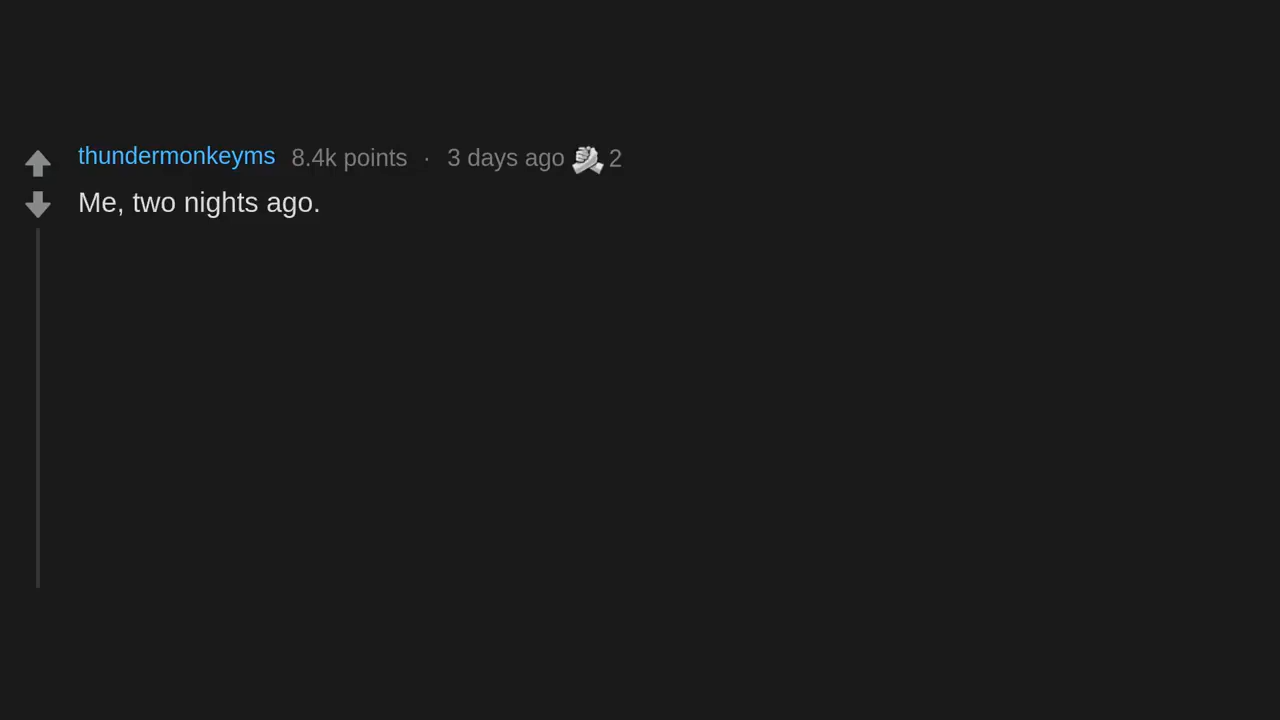 thundermonkeyms 8.4k points · 3 days ago 2
Me, two nights ago.